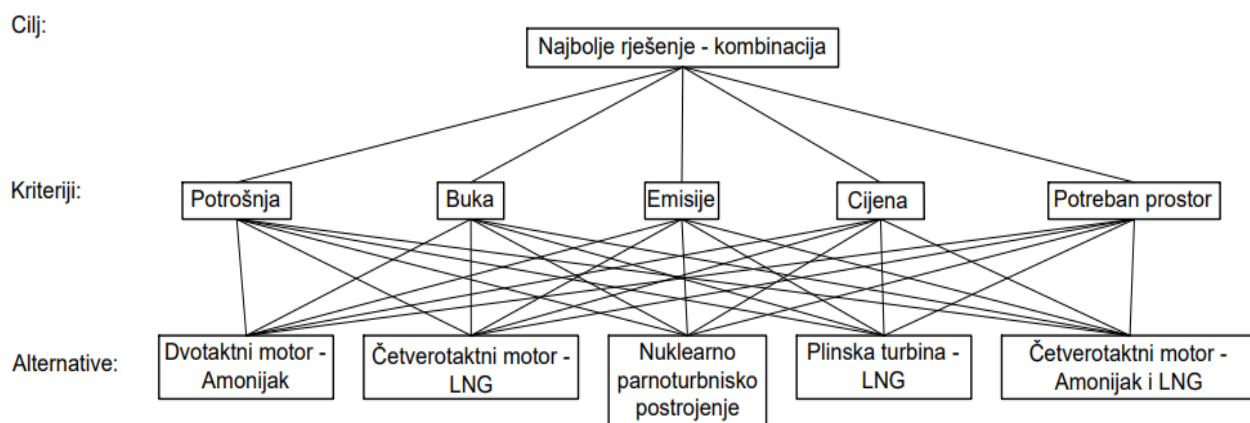 Cilj:
Najbolje rješenje - kombinacija
Kriteriji:
Potrošnja
Buka
Emisije
Cijena
Potreban prostor
Alternative:
Dvotaktni motor -
Amonijak
Četverotaktni motor -
LNG
Nuklearno
parnoturbnisko
postrojenje
Plinska turbina -
LNG
Četverotaktni motor -
Amonijak i LNG